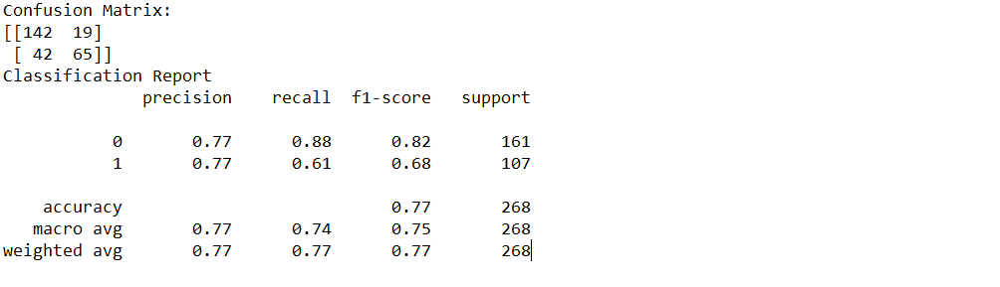 Confusion Matrix:
[[142  19]
 [ 42  65]]
Classification Report
              precision    recall  f1-score   support

           0       0.77      0.88      0.82       161
           1       0.77      0.61      0.68       107

    accuracy                           0.77       268
   macro avg       0.77      0.74      0.75       268
weighted avg       0.77      0.77      0.77       268